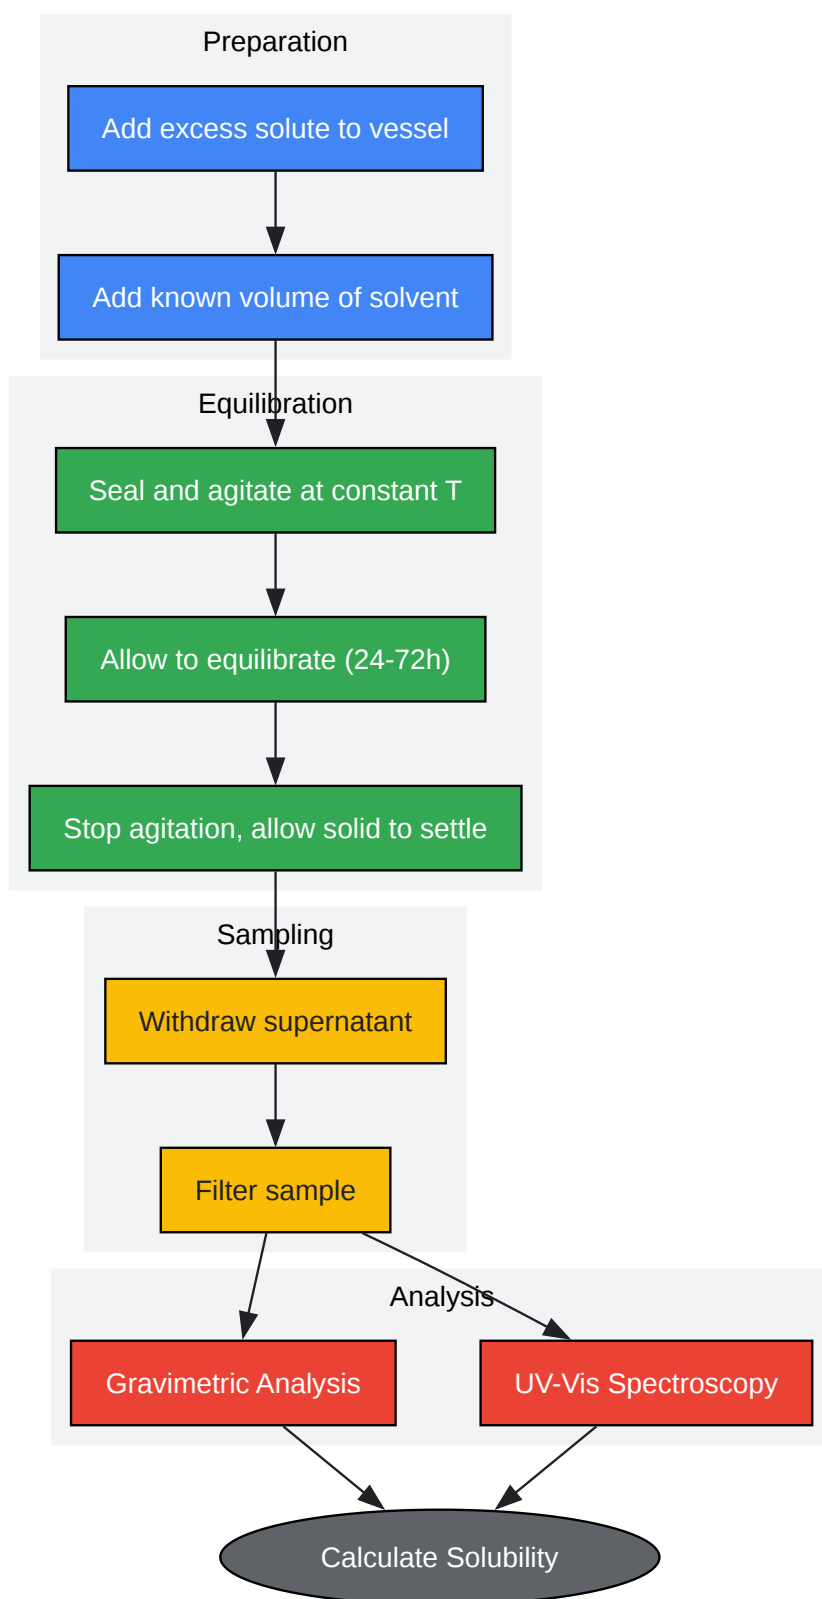 Preparation
Add excess solute to vessel
Add known volume of solvent
Equilibration
Seal and agitate at constant T
Allow to equilibrate (24-72h)
Stop agitation, allow solid to settle
Sampling
Withdraw supernatant
Filter sample
Analysis
Gravimetric Analysis
UV-Vis Spectroscopy
Calculate Solubility